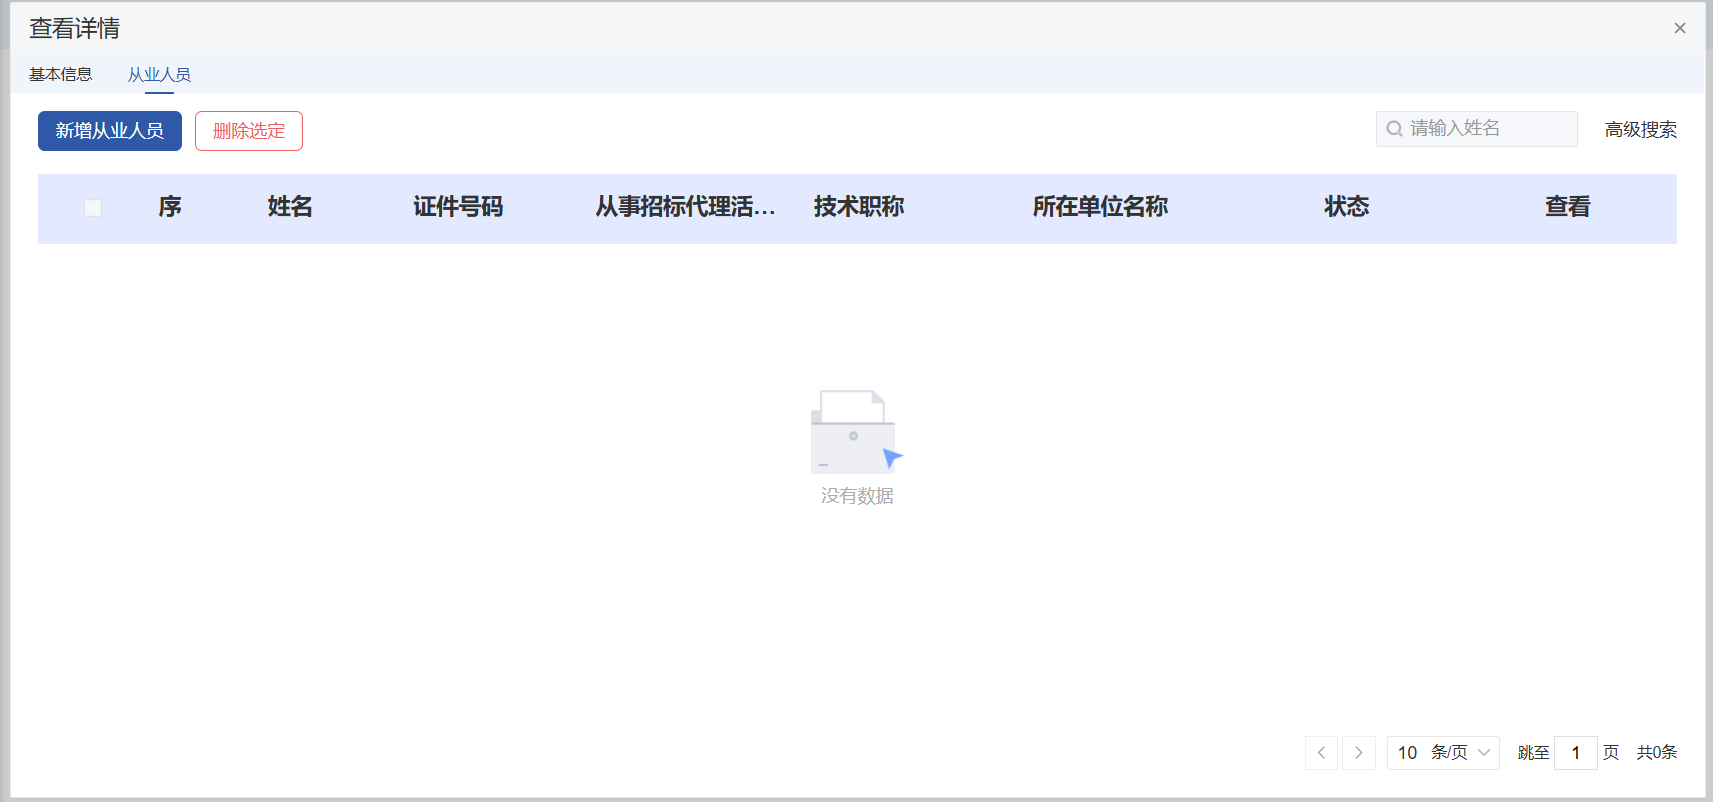 查看详情
基本信息 从业人员
新增从业人员 删除选定 请输入姓名 高级搜索
序 姓名 证件号码 从事招标代理活... 技术职称 所在单位名称 状态 查看
没有数据
10 条/页 跳至 1 页 共0条